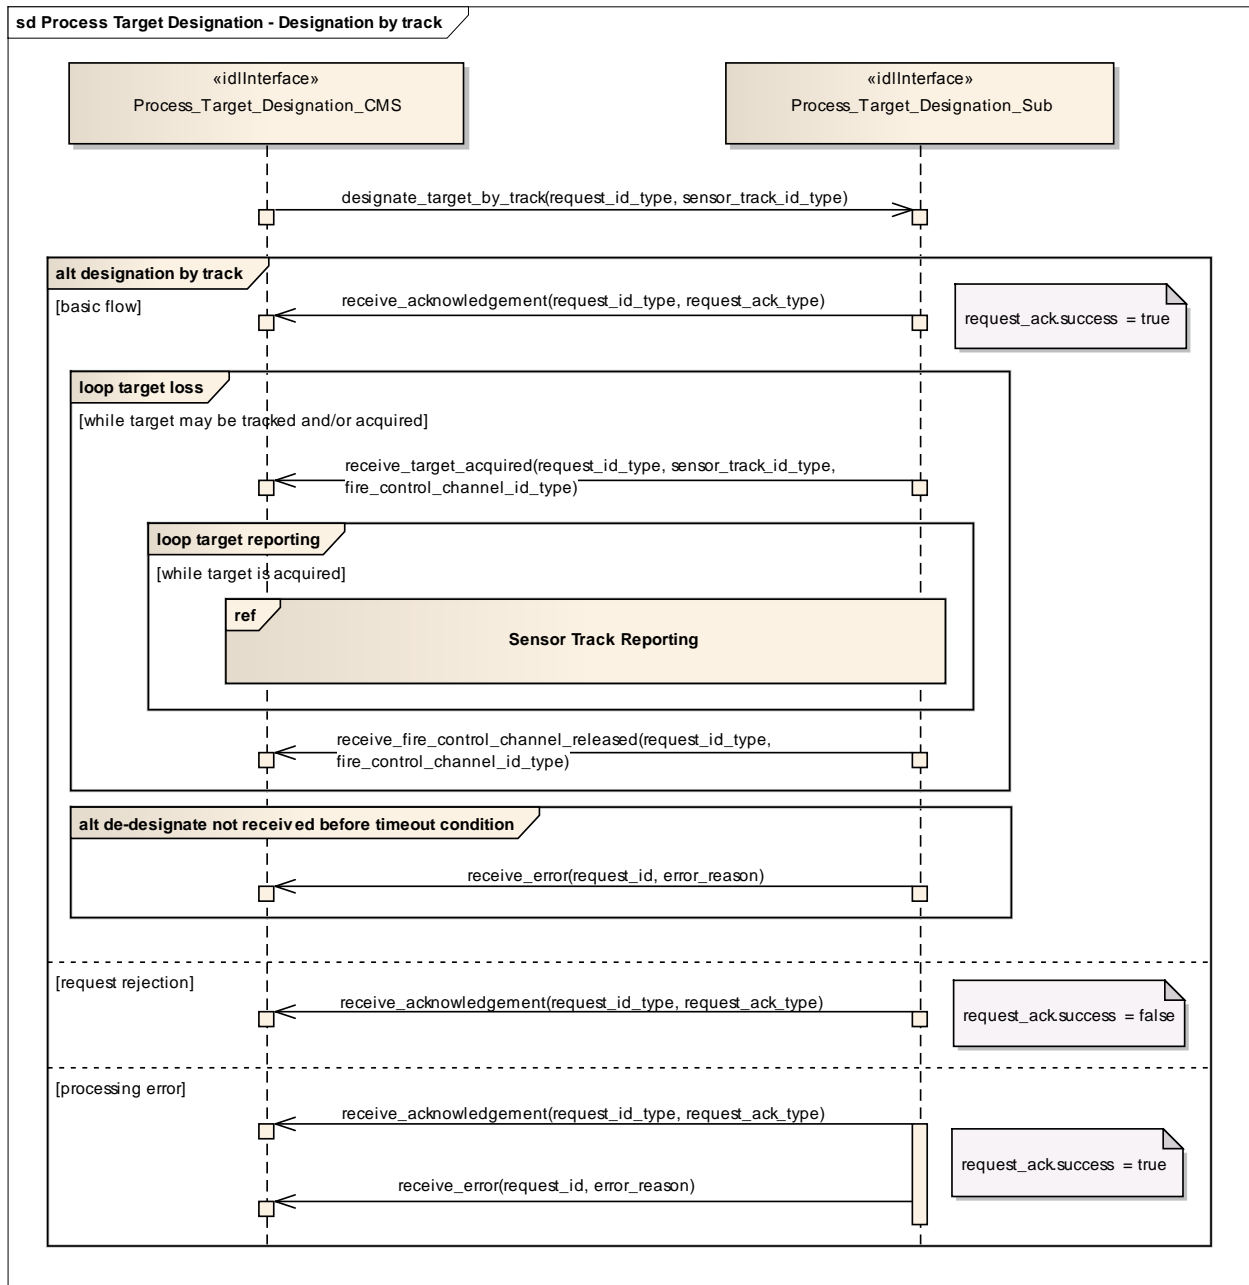 sd Process Target Designation - Designation by track
«idlInterface»
Process_Target_Designation_CMS
«idlInterface»
Process_Target_Designation_Sub
designate_target_by_track(request_id_type, sensor_track_id_type)
alt designation by track
[basic flow]
receive_acknowledgement(request_id_type, request_ack_type)
request_ack.success = true
loop target loss
[while target may be tracked and/or acquired]
receive_target_acquired(request_id_type, sensor_track_id_type,
fire_control_channel_id_type)
loop target reporting
[while target is acquired]
ref
Sensor Track Reporting
receive_fire_control_channel_released(request_id_type,
fire_control_channel_id_type)
alt de-designate not received before timeout condition
receive_error(request_id, error_reason)
[request rejection]
receive_acknowledgement(request_id_type, request_ack_type)
request_ack.success = false
[processing error]
receive_acknowledgement(request_id_type, request_ack_type)
request_ack.success = true
receive_error(request_id, error_reason)